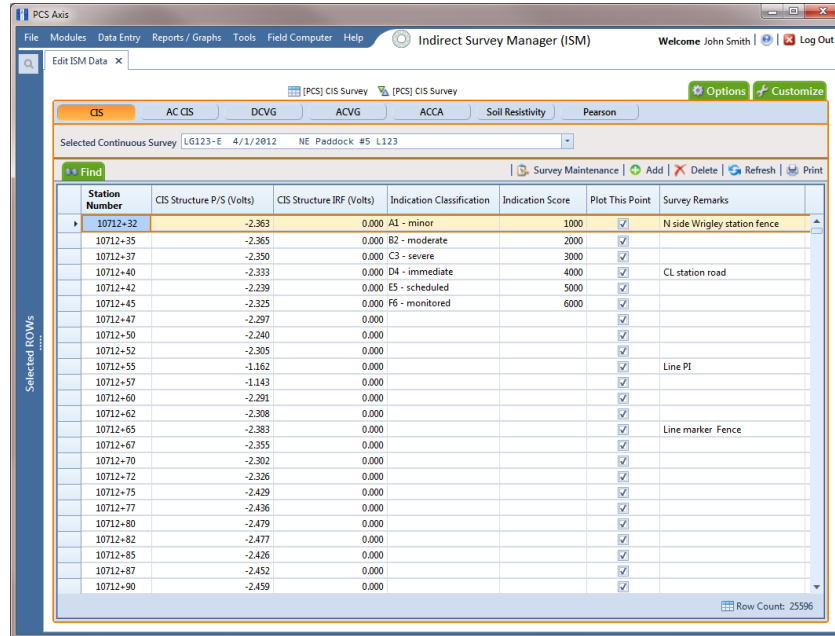 PCS Axis
File Modules Data Entry Reports / Graphs Tools Field Computer Help Indirect Survey Manager (ISM) Welcome John Smith | Log Out
Edit ISM Data ×
[PCS] CIS Survey [PCS] CIS Survey Options Customize
CIS AC CIS DCVG ACVG ACCA Soil Resistivity Pearson
Selected Continuous Survey LG123-E 4/1/2012 NE Paddock #5 L123
Find | Survey Maintenance | Add | Delete | Refresh | Print
Station Number CIS Structure P/S (Volts) CIS Structure IRF (Volts) Indication Classification Indication Score Plot This Point Survey Remarks
10712+32 -2.363 0.000 A1 - minor 1000 N side Wrigley station fence
10712+35 -2.365 0.000 B2 - moderate 2000
10712+37 -2.350 0.000 C3 - severe 3000
10712+40 -2.333 0.000 D4 - immediate 4000 CL station road
10712+42 -2.239 0.000 E5 - scheduled 5000
10712+45 -2.325 0.000 F6 - monitored 6000
10712+47 -2.297 0.000
10712+50 -2.240 0.000
10712+52 -2.305 0.000
10712+55 -1.162 0.000 Line PI
10712+57 -1.143 0.000
10712+60 -2.291 0.000
10712+62 -2.308 0.000
10712+65 -2.383 0.000 Line marker Fence
10712+67 -2.355 0.000
10712+70 -2.302 0.000
10712+72 -2.326 0.000
10712+75 -2.429 0.000
10712+77 -2.436 0.000
10712+80 -2.479 0.000
10712+82 -2.477 0.000
10712+85 -2.426 0.000
10712+87 -2.452 0.000
10712+90 -2.459 0.000
Row Count: 25596
Selected ROWs